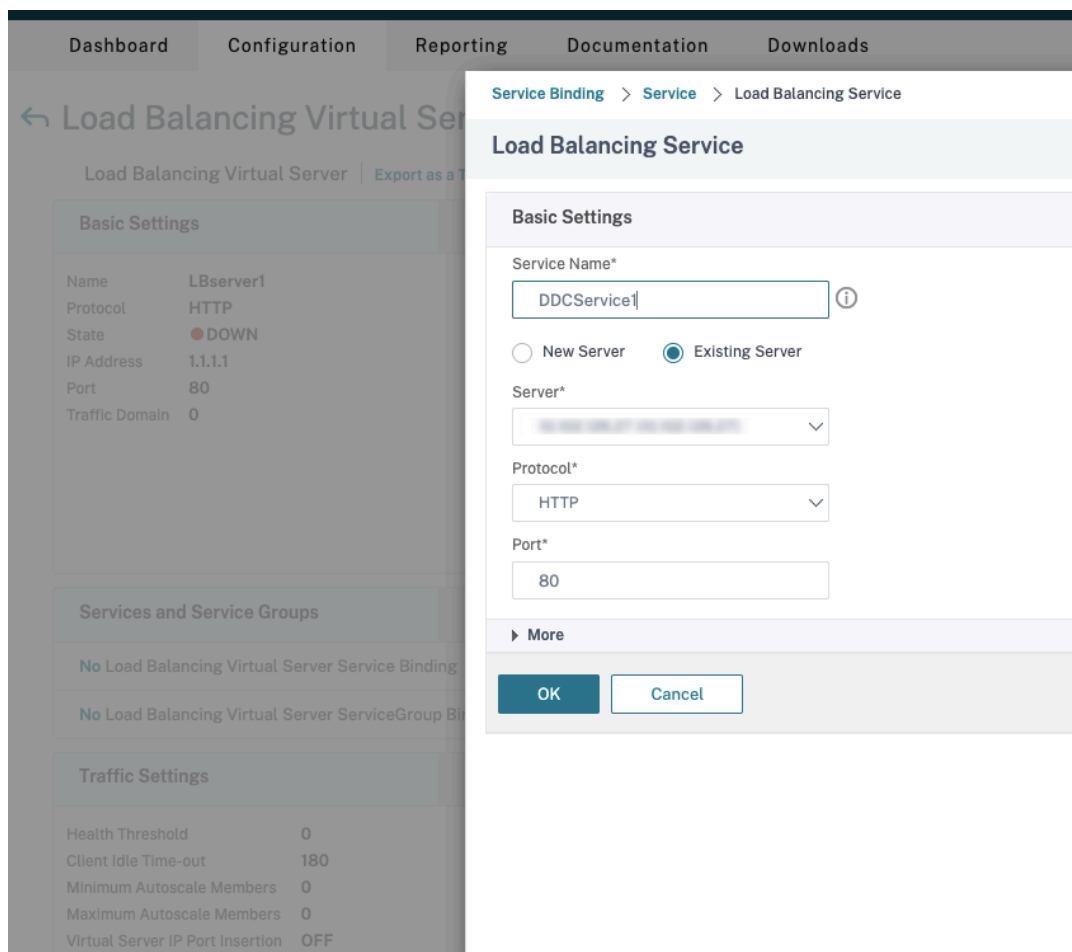 Dashboard Configuration Reporting Documentation Downloads
Load Balancing Virtual Ser
Load Balancing Virtual Server Export as a T
Basic Settings
Name LBserver1
Protocol HTTP
State DOWN
IP Address 1.1.1.1
Port 80
Traffic Domain 0
Services and Service Groups
No Load Balancing Virtual Server Service Binding
No Load Balancing Virtual Server ServiceGroup Bi
Traffic Settings
Health Threshold 0
Client Idle Time-out 180
Minimum Autoscale Members 0
Maximum Autoscale Members 0
Virtual Server IP Port Insertion OFF
Service Binding > Service > Load Balancing Service
Load Balancing Service
Basic Settings
Service Name*
DDCService1
New Server Existing Server
Server*
Protocol*
HTTP
Port*
80
More
OK Cancel